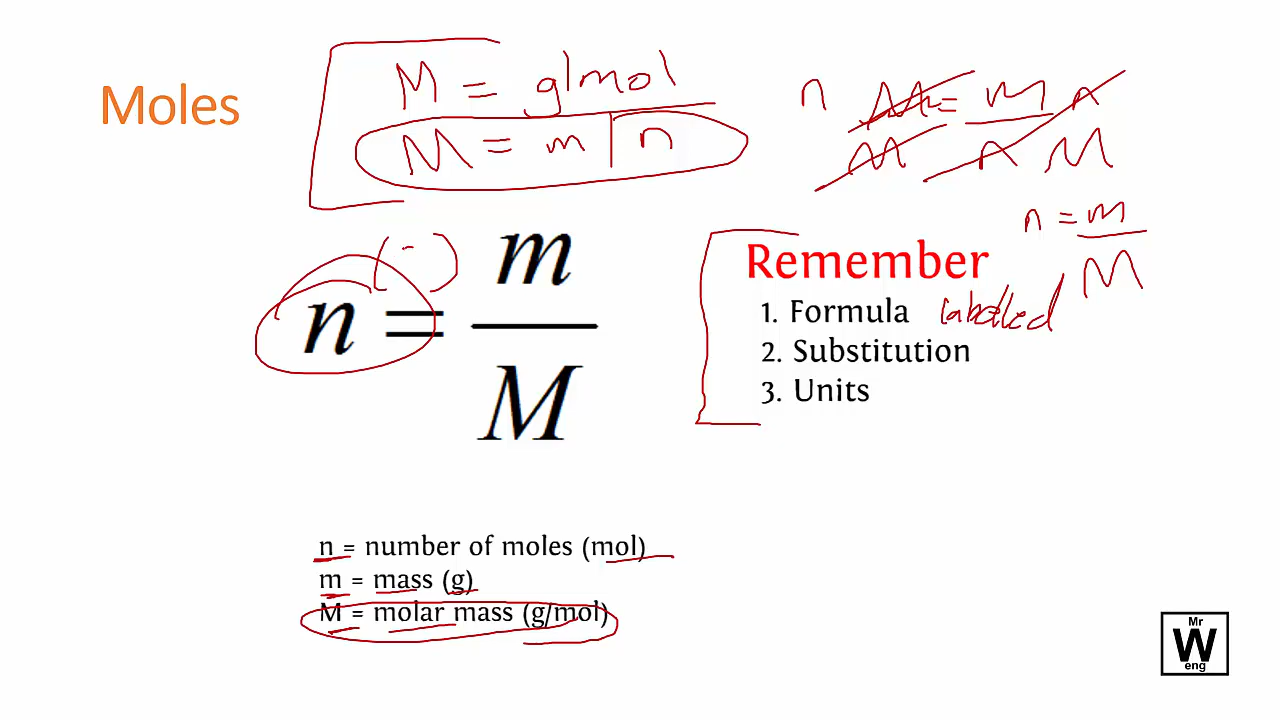 Moles
M = g/mol
M = m | n
n M = m n
M n M
n = m
M
n = m
M
Remember
1. Formula labelled
2. Substitution
3. Units
n = number of moles (mol)
m = mass (g)
M = molar mass (g/mol)
Mr
W
eng